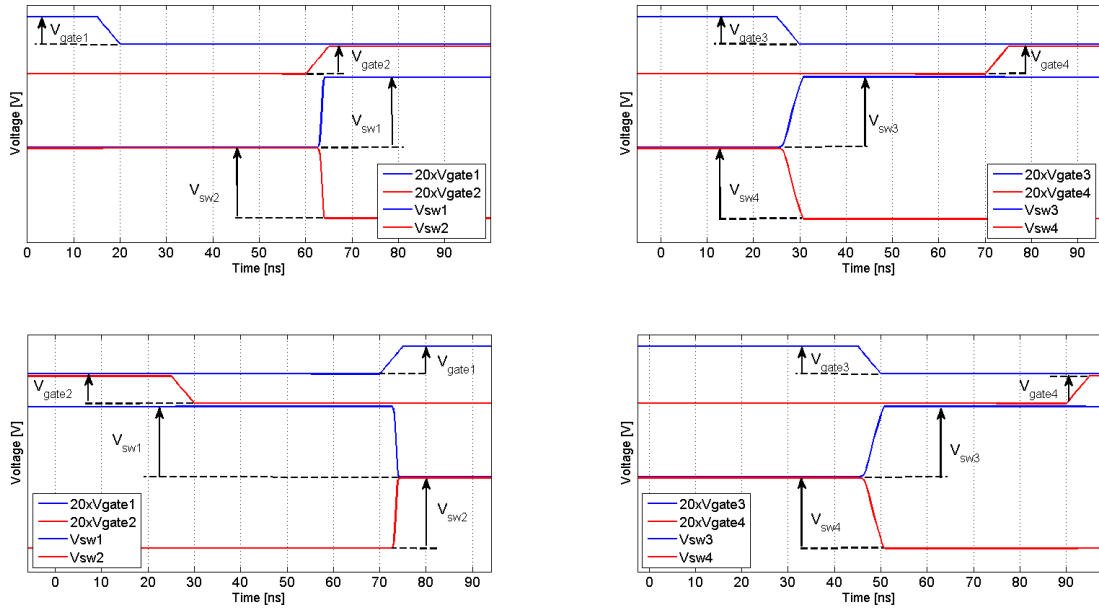 Voltage [V]
Vgate1
Vgate2
Vsw1
Vsw2
20xVgate1
20xVgate2
Vsw1
Vsw2
0 10 20 30 40 50 60 70 80 90
Time [ns]
Voltage [V]
Vgate3
Vgate4
Vsw3
Vsw4
20xVgate3
20xVgate4
Vsw3
Vsw4
0 10 20 30 40 50 60 70 80 90
Time [ns]
Voltage [V]
Vgate1
Vgate2
Vsw1
Vsw2
20xVgate1
20xVgate2
Vsw1
Vsw2
0 10 20 30 40 50 60 70 80 90
Time [ns]
Voltage [V]
Vgate3
Vgate4
Vsw3
Vsw4
20xVgate3
20xVgate4
Vsw3
Vsw4
0 10 20 30 40 50 60 70 80 90
Time [ns]